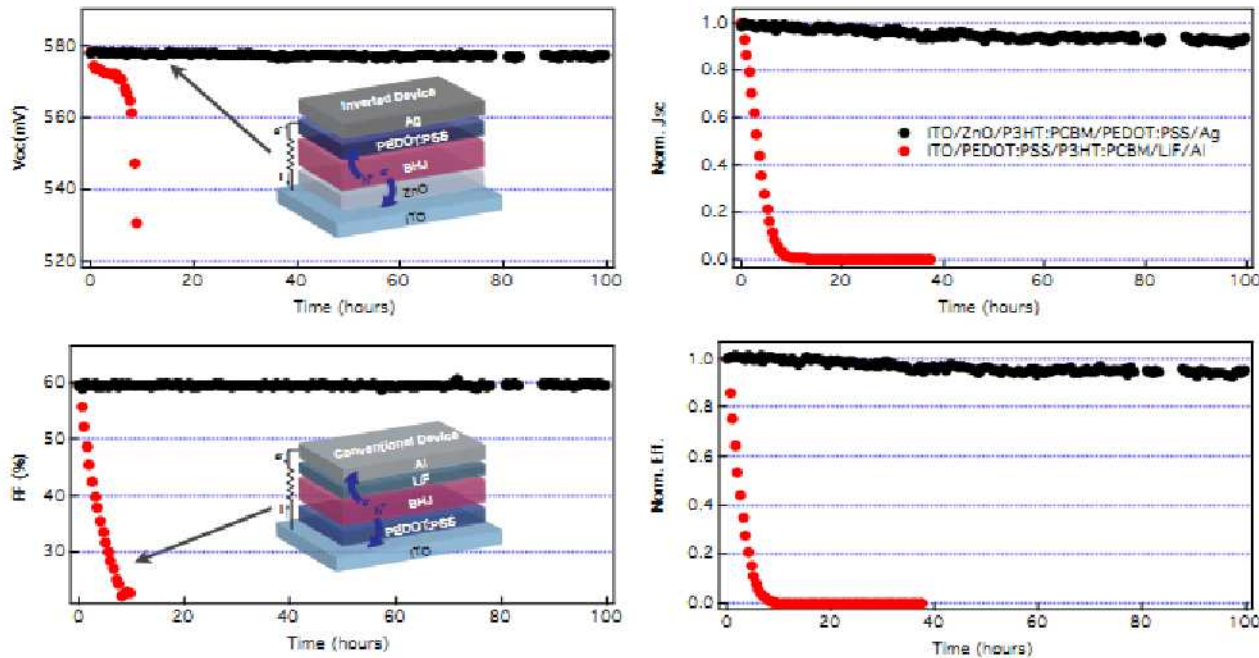 580
560
540
520
Voc(mV)
0
20
40
60
80
100
Time (hours)
Inverted Device
Ag
PEDOT:PSS
BHJ
ZnO
ITO
1.0
0.8
0.6
0.4
0.2
0.0
Norm. Jsc
ITO/ZnO/P3HT:PCBM/PEDOT:PSS/Ag
ITO/PEDOT:PSS/P3HT:PCBM/LiF/Al
0
20
40
60
80
100
Time (hours)
60
50
40
30
FF (%)
0
20
40
60
80
100
Time (hours)
Conventional Device
Al
LiF
BHJ
PEDOT:PSS
ITO
1.0
0.8
0.6
0.4
0.2
0.0
Norm. Eff.
0
20
40
60
80
100
Time (hours)